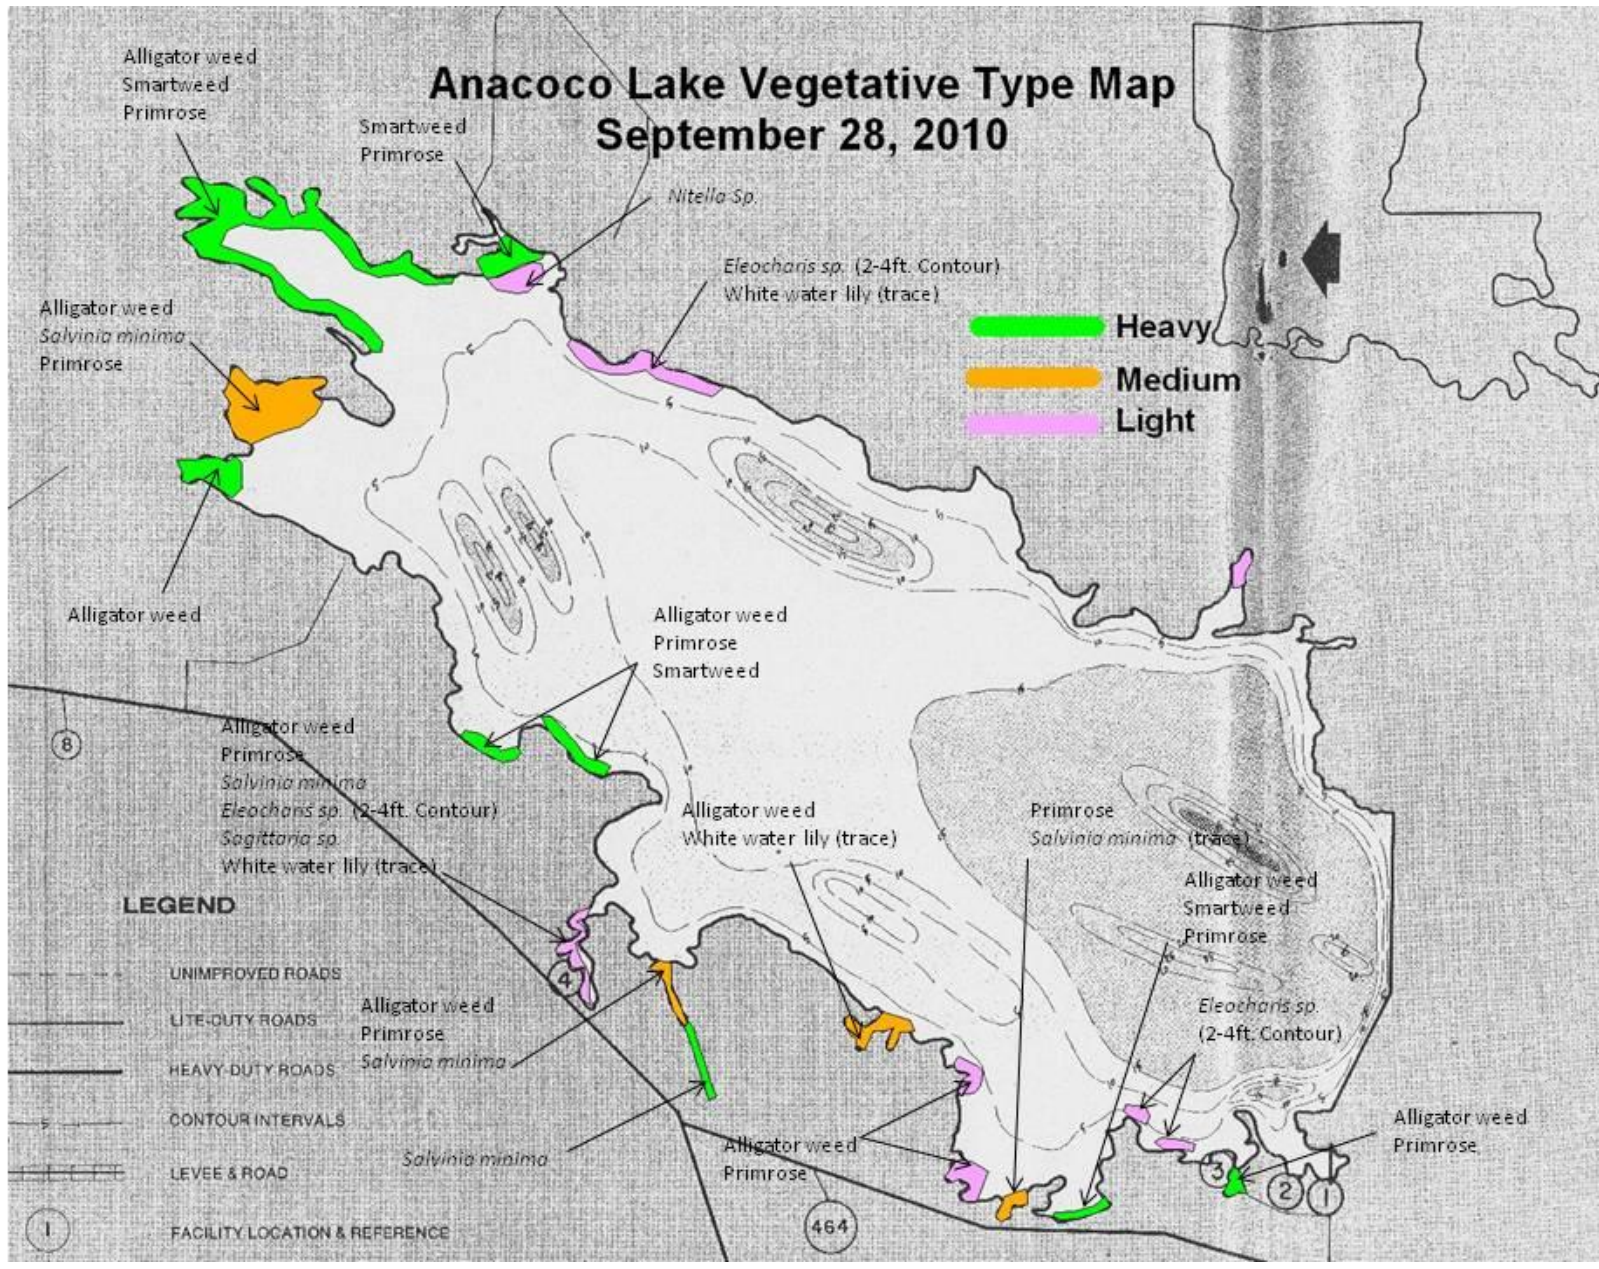 Anacoco Lake Vegetative Type Map
September 28, 2010
Alligator weed
Smartweed
Primrose
Smartweed
Primrose
Nitella Sp.
Eleocharis sp. (2-4ft. Contour)
White water lily (trace)
Alligator weed
Salvinia minima
Primrose
Heavy
Medium
Light
Alligator weed
Alligator weed
Primrose
Smartweed
8
Alligator weed
Primrose
Salvinia minima
Eleocharis sp. (2-4ft. Contour)
Sagittaria sp.
White water lily (trace)
Alligator weed
White water lily (trace)
Primrose
Salvinia minima (trace)
Alligator weed
Smartweed
Primrose
Eleocharis sp.
(2-4ft. Contour)
4
Alligator weed
Primrose
Salvinia minima
Salvinia minima
Alligator weed
Primrose
Alligator weed
Primrose
3
2
1
464
LEGEND
UNIMPROVED ROADS
LITE-DUTY ROADS
HEAVY-DUTY ROADS
5
CONTOUR INTERVALS
LEVEE & ROAD
1
FACILITY LOCATION & REFERENCE